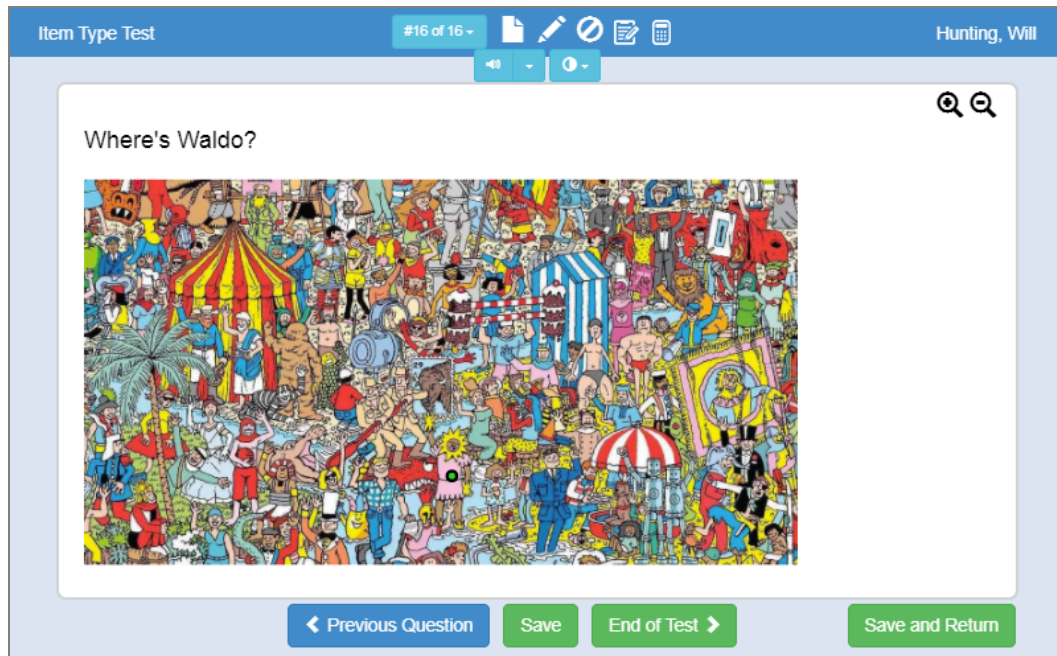 Item Type Test
#16 of 16
Hunting, Will
Where's Waldo?
Previous Question
Save
End of Test
Save and Return